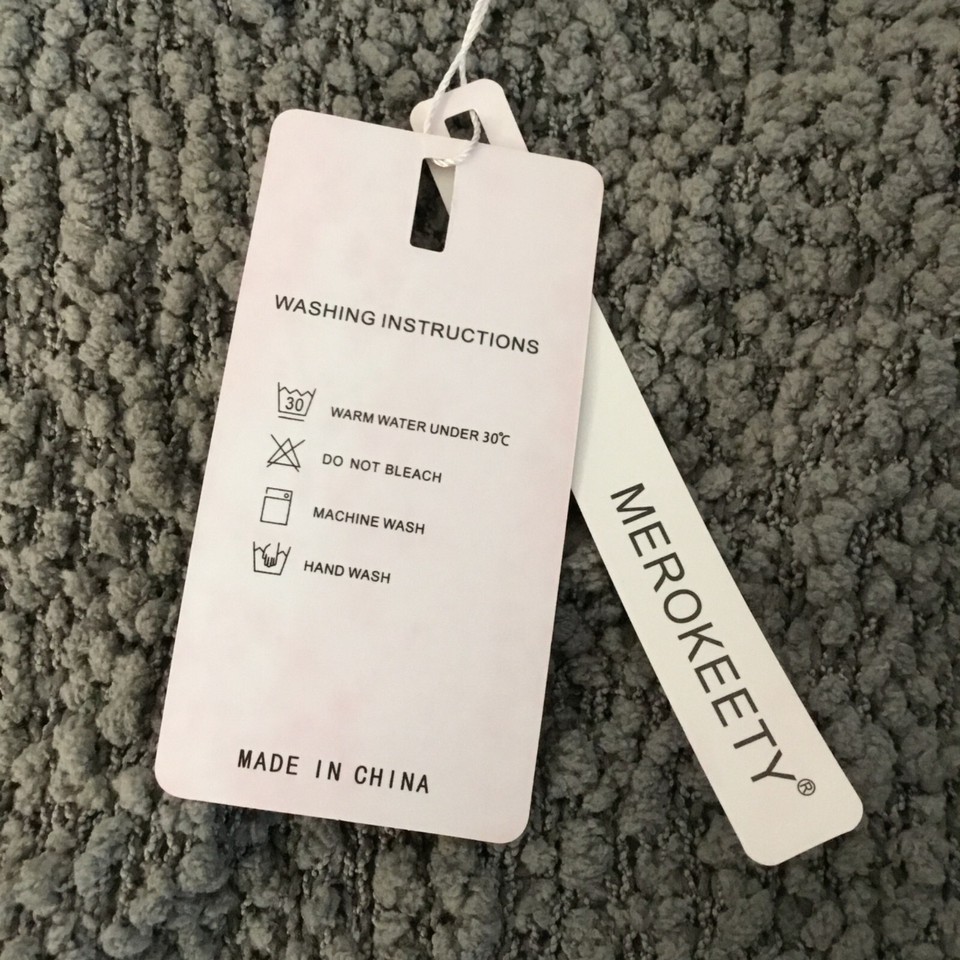 WASHING INSTRUCTIONS
30
WARM WATER UNDER 30℃
DO NOT BLEACH
MACHINE WASH
HAND WASH
MADE IN CHINA
MEROKEETY®